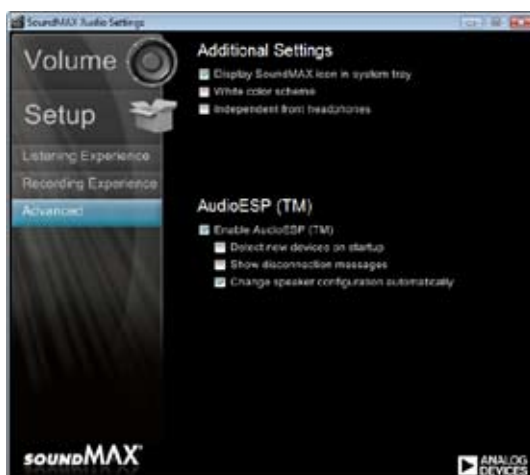 SoundMAX Audio Settings
Volume
Setup
Listening Experience
Recording Experience
Advanced
Additional Settings
Display SoundMAX icon in system tray
White color scheme
Independent front headphones
AudioESP (TM)
Enable AudioESP (TM)
Detect new devices on startup
Show disconnection messages
Change speaker configuration automatically
SOUNDMAX
ANALOG
DEVICES